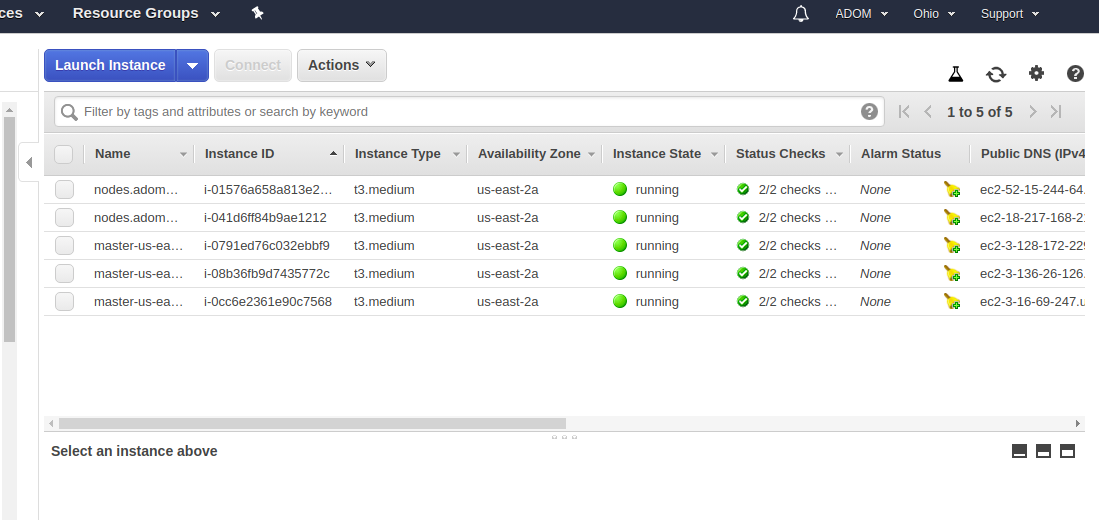 ces Resource Groups ADOM Ohio Support
Launch Instance Connect Actions
Filter by tags and attributes or search by keyword ? 1 to 5 of 5
Name Instance ID Instance Type Availability Zone Instance State Status Checks Alarm Status Public DNS (IPv4
nodes.adom… i-01576a658a813e2… t3.medium us-east-2a running 2/2 checks … None ec2-52-15-244-64.
nodes.adom… i-041d6ff84b9ae1212 t3.medium us-east-2a running 2/2 checks … None ec2-18-217-168-2
master-us-ea… i-0791ed76c032ebbf9 t3.medium us-east-2a running 2/2 checks … None ec2-3-128-172-229
master-us-ea… i-08b36fb9d7435772c t3.medium us-east-2a running 2/2 checks … None ec2-3-136-26-126.
master-us-ea… i-0cc6e2361e90c7568 t3.medium us-east-2a running 2/2 checks … None ec2-3-16-69-247.u
Select an instance above